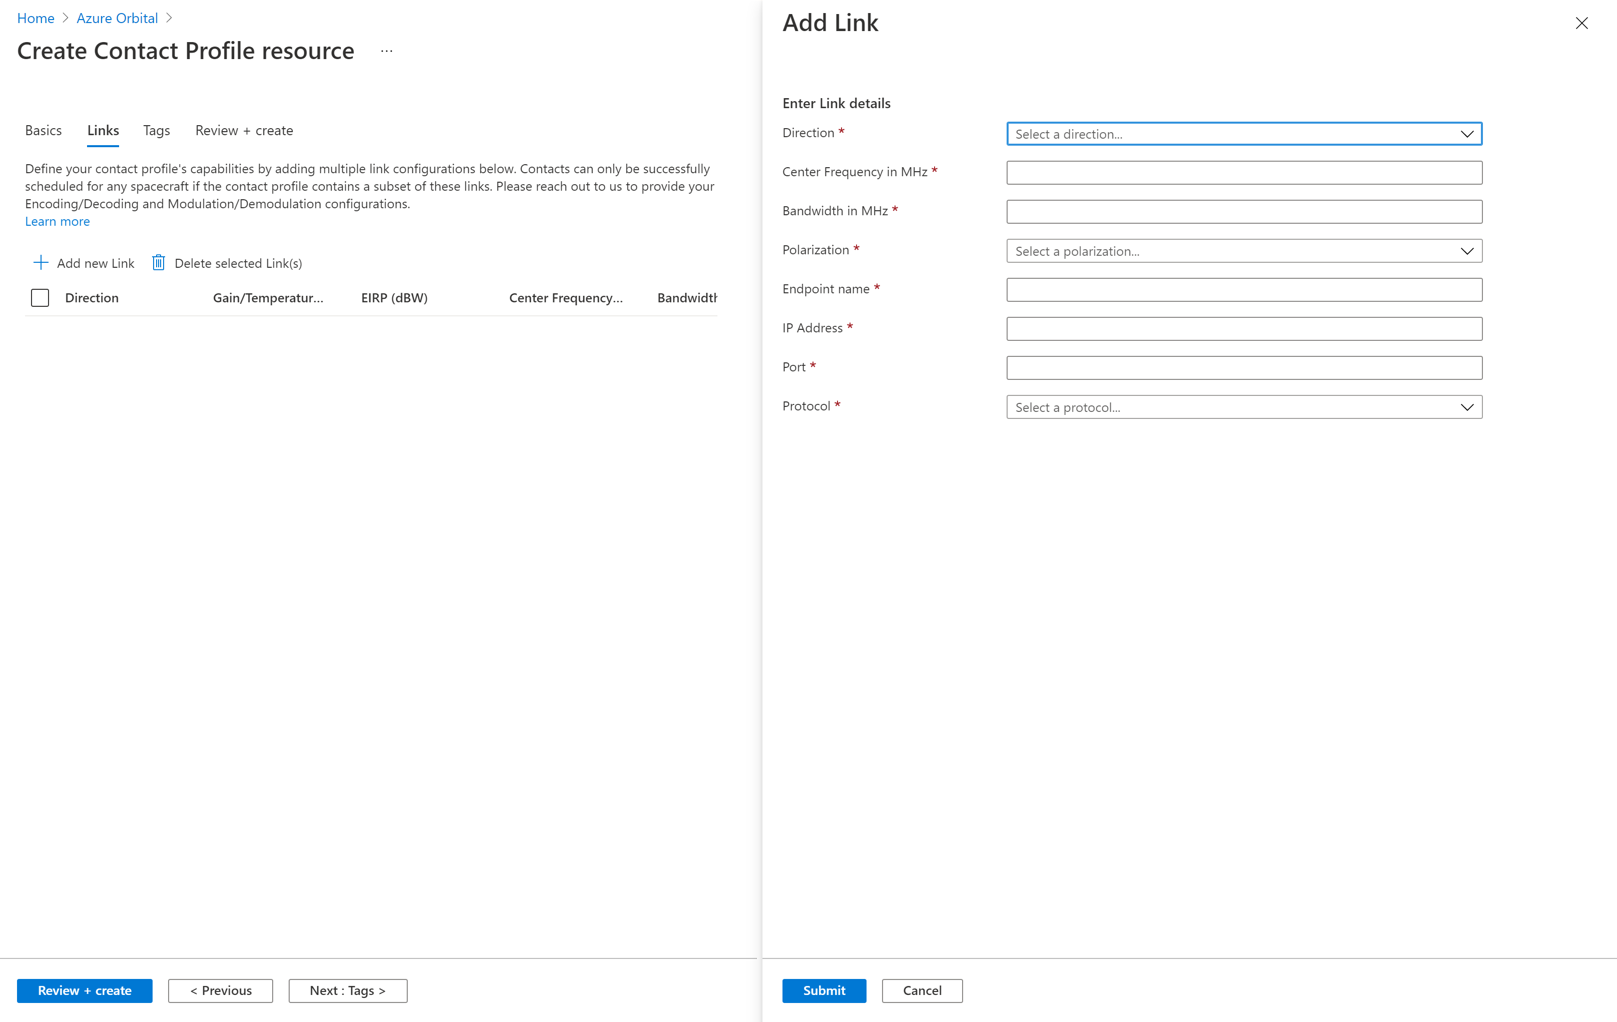 Home > Azure Orbital >
Create Contact Profile resource ...
Basics Links Tags Review + create
Define your contact profile's capabilities by adding multiple link configurations below. Contacts can only be successfully
scheduled for any spacecraft if the contact profile contains a subset of these links. Please reach out to us to provide your
Encoding/Decoding and Modulation/Demodulation configurations.
Learn more
Add new Link Delete selected Link(s)
Direction Gain/Temperatur... EIRP (dBW) Center Frequency... Bandwidth
Review + create < Previous Next : Tags >
Add Link
Enter Link details
Direction * Select a direction...
Center Frequency in MHz *
Bandwidth in MHz *
Polarization * Select a polarization...
Endpoint name *
IP Address *
Port *
Protocol * Select a protocol...
Submit Cancel